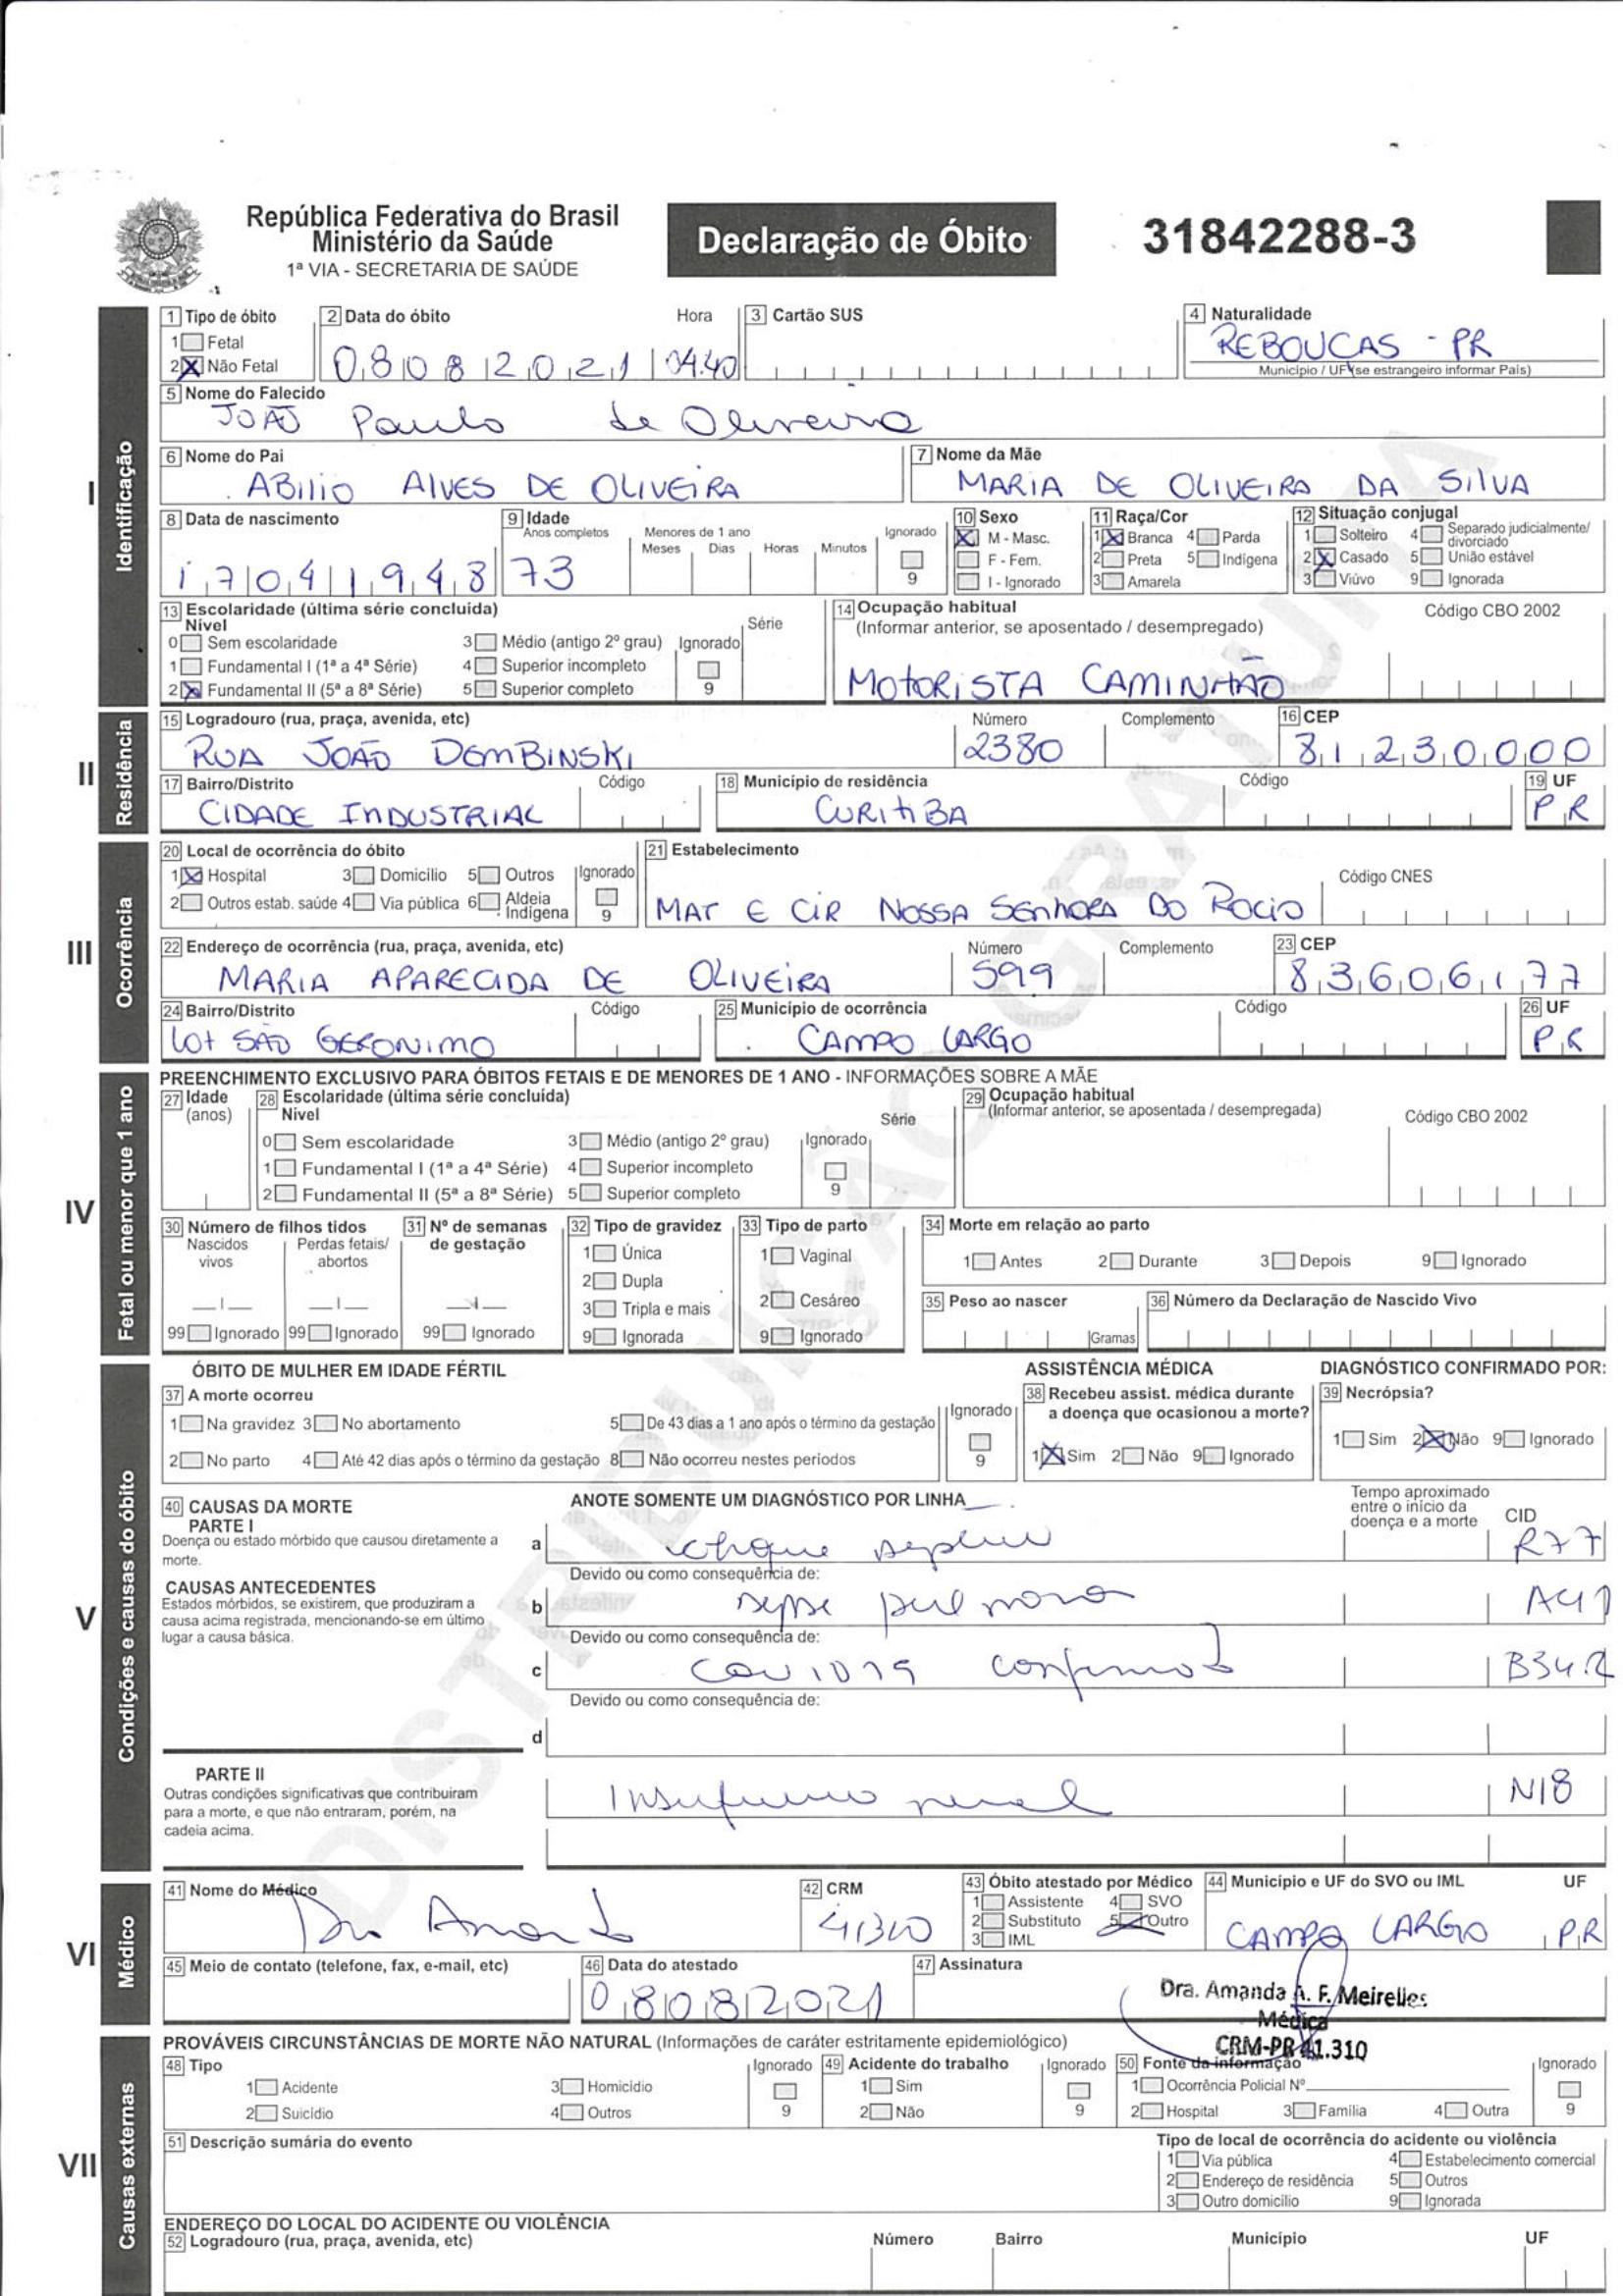 República Federativa do Brasil
Ministério da Saúde
1ª VIA - SECRETARIA DE SAÚDE
Declaração de Óbito
31842288-3
I Identificação
1 Tipo de óbito
1 Fetal
2 X Não Fetal
2 Data do óbito Hora
08 08 2021 04:40
3 Cartão SUS
4 Naturalidade
REBOUCAS - PR
Município / UF (se estrangeiro informar País)
5 Nome do Falecido
JOÃO Paulo de Oliveira
6 Nome do Pai
ABILIO ALVES DE OLIVEIRA
7 Nome da Mãe
MARIA DE OLIVEIRA DA SILVA
8 Data de nascimento
17041948
9 Idade
Anos completos Menores de 1 ano Ignorado
Meses Dias Horas Minutos
73 9
10 Sexo
X M - Masc.
F - Fem.
I - Ignorado
11 Raça/Cor
1 X Branca 4 Parda
2 Preta 5 Indígena
3 Amarela
12 Situação conjugal
1 Solteiro 4 Separado judicialmente/divorciado
2 X Casado 5 União estável
3 Viúvo 9 Ignorada
13 Escolaridade (última série concluída)
Nível Série
0 Sem escolaridade 3 Médio (antigo 2º grau) Ignorado
1 Fundamental I (1ª a 4ª Série) 4 Superior incompleto
2 X Fundamental II (5ª a 8ª Série) 5 Superior completo 9
14 Ocupação habitual Código CBO 2002
(Informar anterior, se aposentado / desempregado)
MOTORISTA CAMINHÃO
II Residência
15 Logradouro (rua, praça, avenida, etc) Número Complemento 16 CEP
RUA JOÃO DEMBINSKI 2380 81230000
17 Bairro/Distrito Código 18 Município de residência Código 19 UF
CIDADE INDUSTRIAL CURITIBA PR
III Ocorrência
20 Local de ocorrência do óbito
1 X Hospital 3 Domicílio 5 Outros Ignorado
2 Outros estab. saúde 4 Via pública 6 Aldeia Indígena 9
21 Estabelecimento Código CNES
MAT E CIR NOSSA SENHORA DO ROCIO
22 Endereço de ocorrência (rua, praça, avenida, etc) Número Complemento 23 CEP
MARIA APARECIDA DE OLIVEIRA 599 83606177
24 Bairro/Distrito Código 25 Município de ocorrência Código 26 UF
LOT SÃO GERONIMO CAMPO LARGO PR
IV Fetal ou menor que 1 ano
PREENCHIMENTO EXCLUSIVO PARA ÓBITOS FETAIS E DE MENORES DE 1 ANO - INFORMAÇÕES SOBRE A MÃE
27 Idade
(anos)
28 Escolaridade (última série concluída)
Nível Série
0 Sem escolaridade 3 Médio (antigo 2º grau) Ignorado
1 Fundamental I (1ª a 4ª Série) 4 Superior incompleto
2 Fundamental II (5ª a 8ª Série) 5 Superior completo 9
29 Ocupação habitual
(Informar anterior, se aposentada / desempregada) Código CBO 2002
30 Número de filhos tidos
Nascidos vivos Perdas fetais/abortos
99 Ignorado 99 Ignorado
31 Nº de semanas de gestação
99 Ignorado
32 Tipo de gravidez
1 Única
2 Dupla
3 Tripla e mais
9 Ignorada
33 Tipo de parto
1 Vaginal
2 Cesáreo
9 Ignorado
34 Morte em relação ao parto
1 Antes 2 Durante 3 Depois 9 Ignorado
35 Peso ao nascer
Gramas
36 Número da Declaração de Nascido Vivo
V Condições e causas do óbito
ÓBITO DE MULHER EM IDADE FÉRTIL
37 A morte ocorreu
1 Na gravidez 3 No abortamento 5 De 43 dias a 1 ano após o término da gestação Ignorado
2 No parto 4 Até 42 dias após o término da gestação 8 Não ocorreu nestes períodos 9
ASSISTÊNCIA MÉDICA
38 Recebeu assist. médica durante
a doença que ocasionou a morte?
1 X Sim 2 Não 9 Ignorado
DIAGNÓSTICO CONFIRMADO POR:
39 Necrópsia?
1 Sim 2 X Não 9 Ignorado
40 CAUSAS DA MORTE
ANOTE SOMENTE UM DIAGNÓSTICO POR LINHA
Tempo aproximado entre o início da doença e a morte CID
PARTE I
Doença ou estado mórbido que causou diretamente a
morte.
a choque septico R77
Devido ou como consequência de:
CAUSAS ANTECEDENTES
Estados mórbidos, se existirem, que produziram a
causa acima registrada, mencionando-se em último
lugar a causa básica.
b sepse pulmonar A41
Devido ou como consequência de:
c COVID19 confirmado B34.2
Devido ou como consequência de:
d
PARTE II
Outras condições significativas que contribuíram
para a morte, e que não entraram, porém, na
cadeia acima.
Insuficiencia renal N18
VI Médico
41 Nome do Médico
Dra Amanda
42 CRM
41310
43 Óbito atestado por Médico
1 Assistente 4 SVO
2 Substituto 5 Outro
3 IML
44 Município e UF do SVO ou IML UF
CAMPO LARGO PR
45 Meio de contato (telefone, fax, e-mail, etc)
46 Data do atestado
08082021
47 Assinatura
Dra. Amanda A. F. Meirelles
Médica
CRM-PR 41.310
VII Causas externas
PROVÁVEIS CIRCUNSTÂNCIAS DE MORTE NÃO NATURAL (Informações de caráter estritamente epidemiológico)
48 Tipo Ignorado
1 Acidente 3 Homicídio
2 Suicídio 4 Outros 9
49 Acidente do trabalho Ignorado
1 Sim
2 Não 9
50 Fonte da informação Ignorado
1 Ocorrência Policial Nº
2 Hospital 3 Família 4 Outra 9
51 Descrição sumária do evento
Tipo de local de ocorrência do acidente ou violência
1 Via pública 4 Estabelecimento comercial
2 Endereço de residência 5 Outros
3 Outro domicílio 9 Ignorada
ENDEREÇO DO LOCAL DO ACIDENTE OU VIOLÊNCIA
52 Logradouro (rua, praça, avenida, etc) Número Bairro Município UF
DISTRIBUIÇÃO GRATUITA